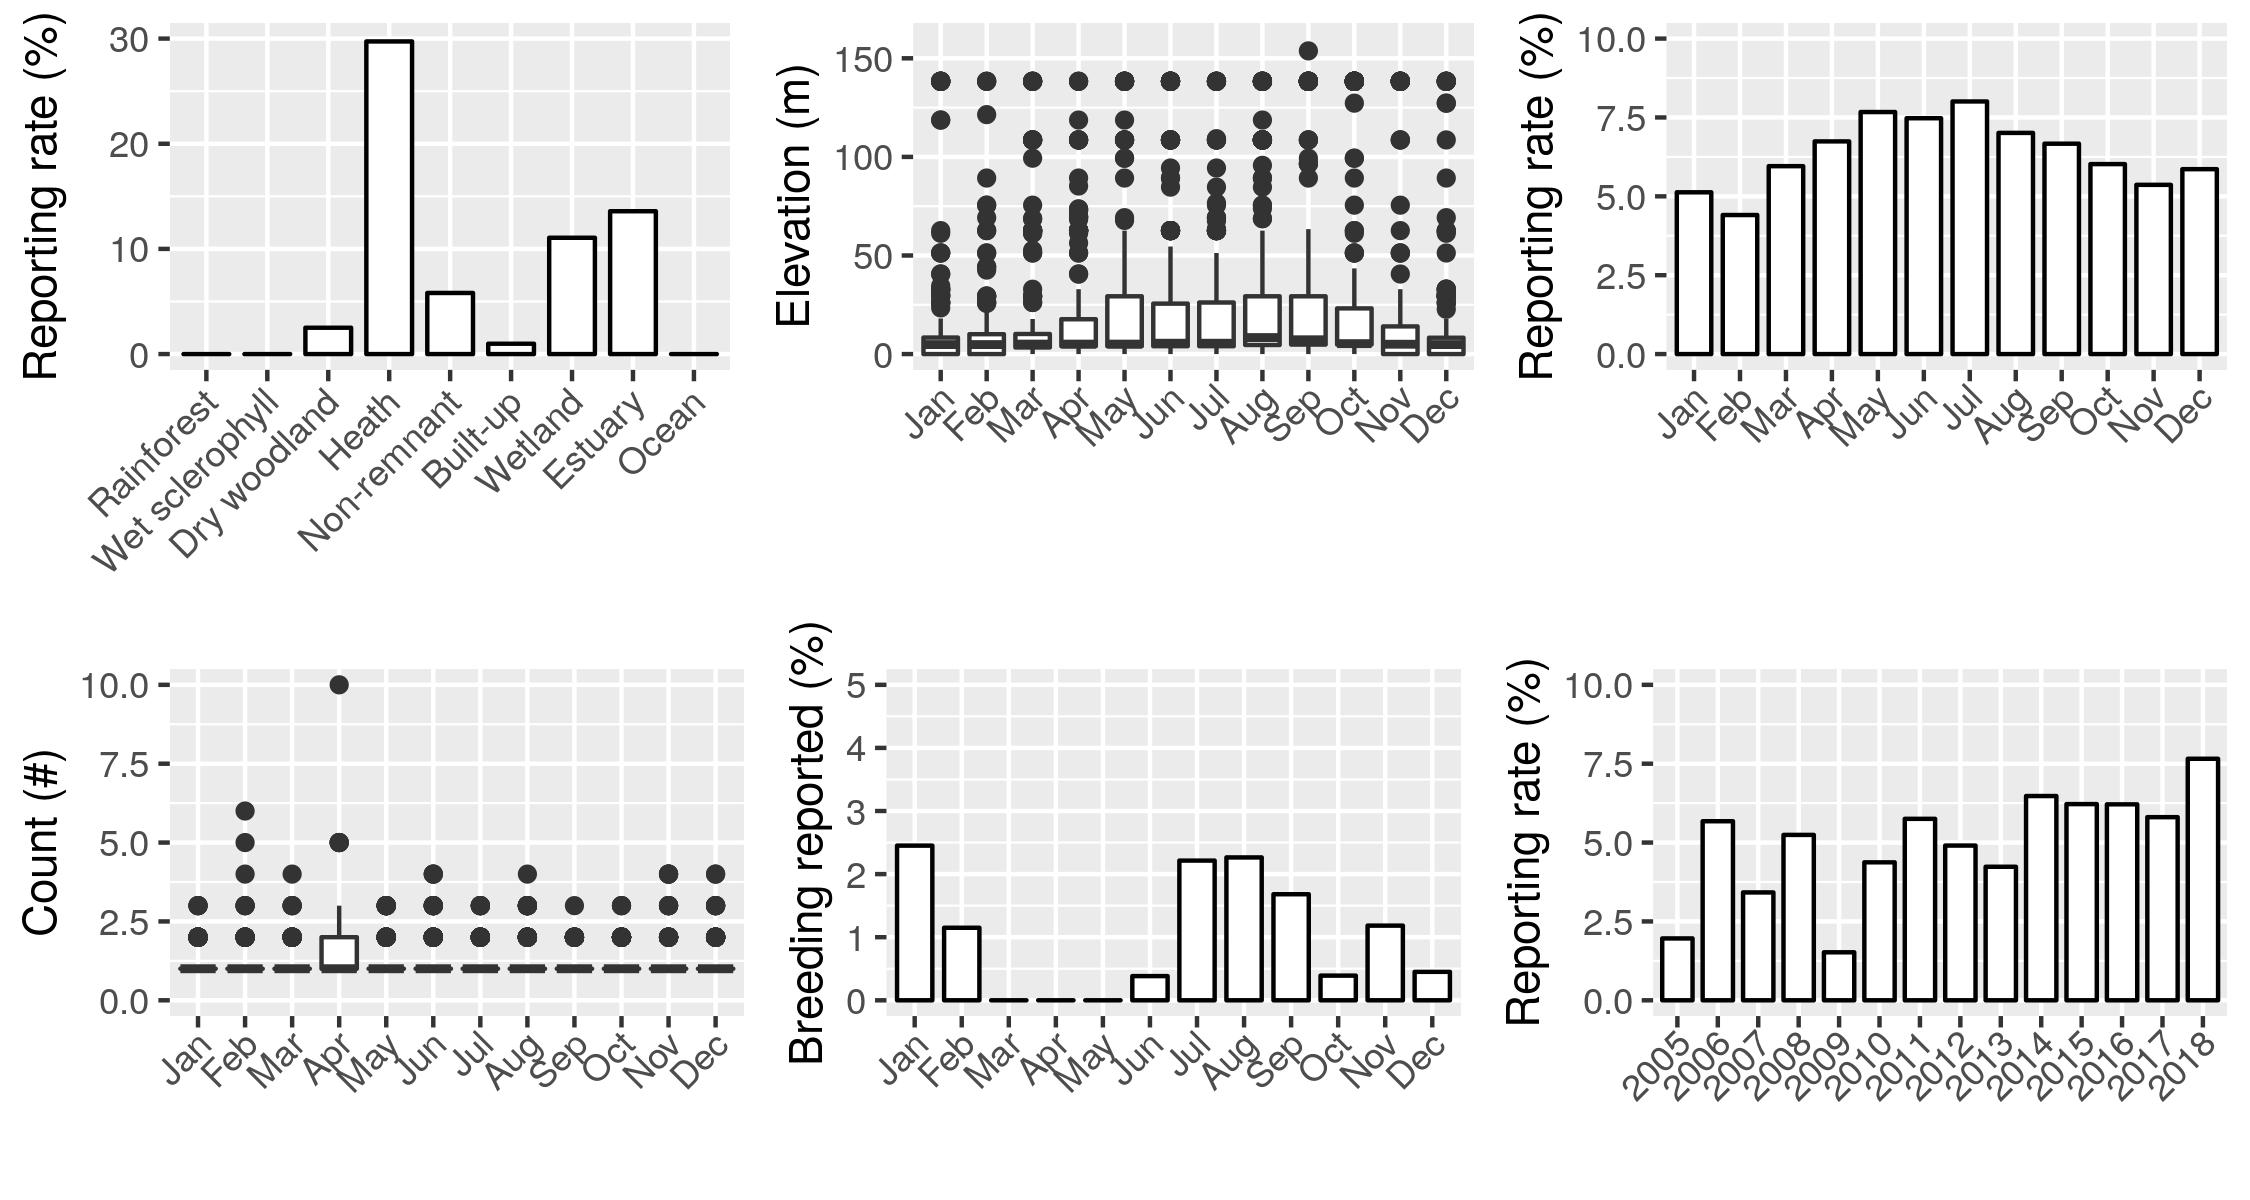 Reporting rate (%)
30
20
10
0
Rainforest
Wet sclerophyll
Dry woodland
Heath
Non-remnant
Built-up
Wetland
Estuary
Ocean
Elevation (m)
150
100
50
0
Jan
Feb
Mar
Apr
May
Jun
Jul
Aug
Sep
Oct
Nov
Dec
Reporting rate (%)
10.0
7.5
5.0
2.5
0.0
Jan
Feb
Mar
Apr
May
Jun
Jul
Aug
Sep
Oct
Nov
Dec
Count (#)
10.0
7.5
5.0
2.5
0.0
Jan
Feb
Mar
Apr
May
Jun
Jul
Aug
Sep
Oct
Nov
Dec
Breeding reported (%)
5
4
3
2
1
0
Jan
Feb
Mar
Apr
May
Jun
Jul
Aug
Sep
Oct
Nov
Dec
Reporting rate (%)
10.0
7.5
5.0
2.5
0.0
2005
2006
2007
2008
2009
2010
2011
2012
2013
2014
2015
2016
2017
2018